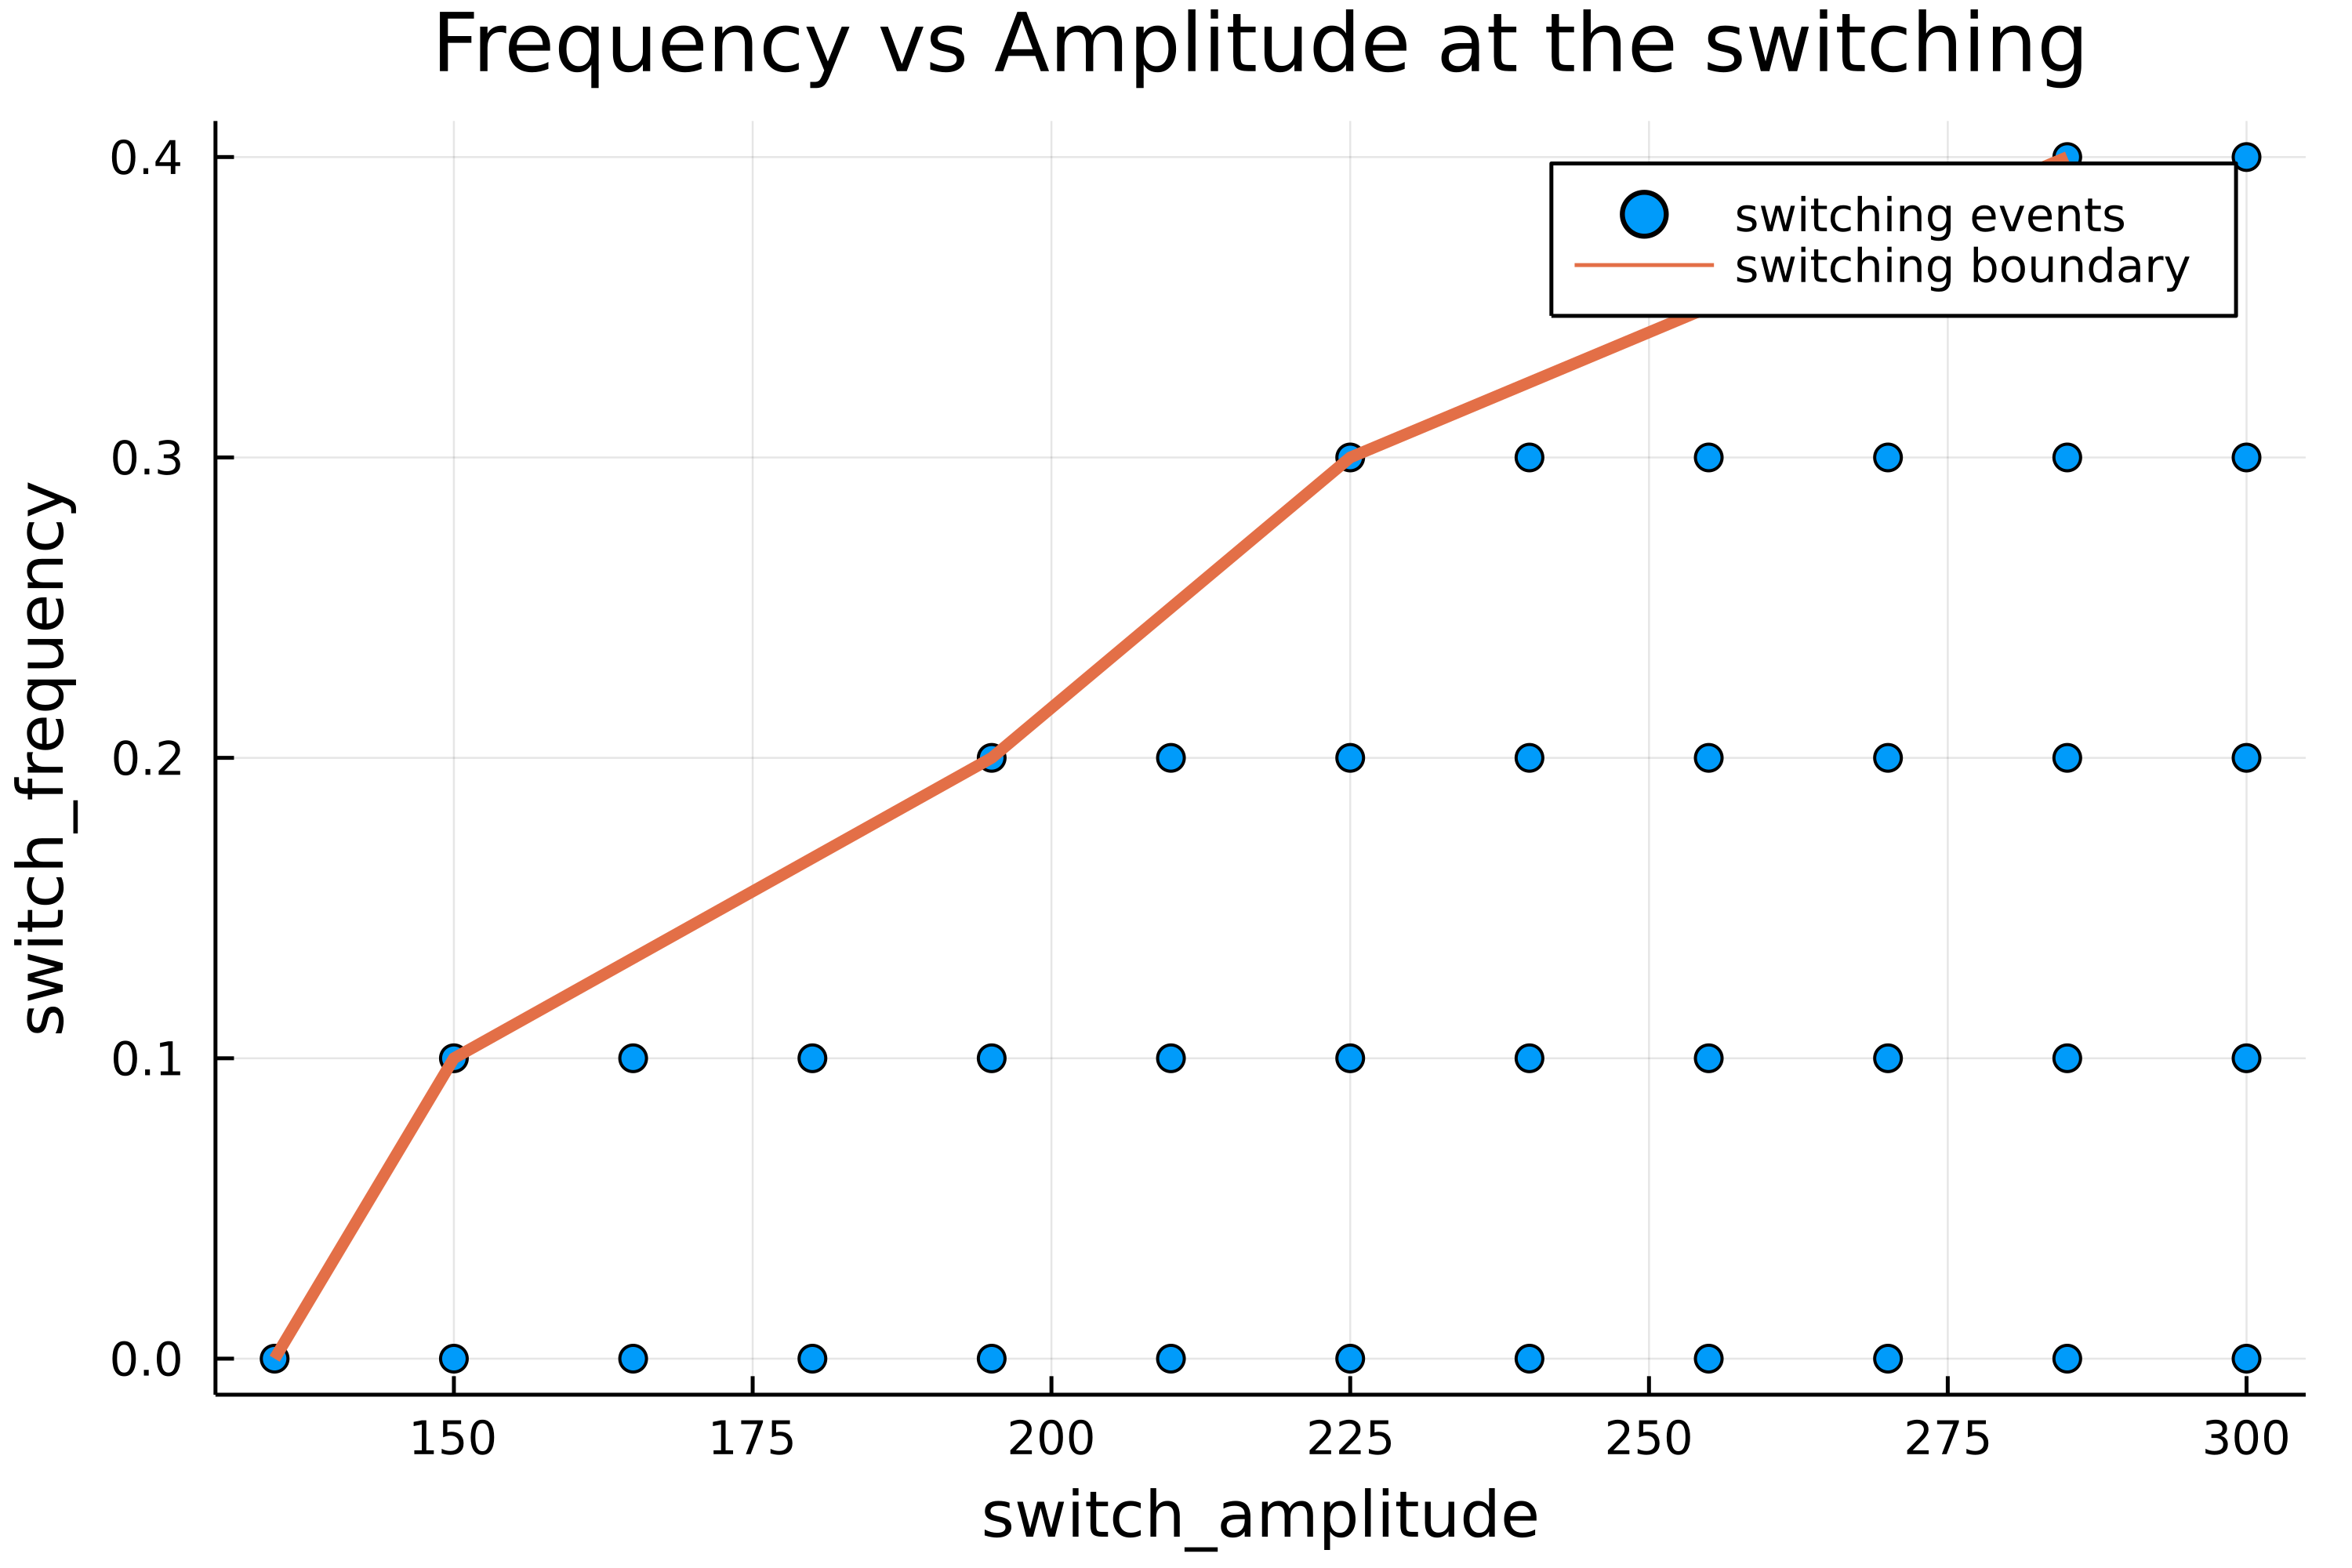 Frequency vs Amplitude at the switching
switch_frequency
0.4
0.3
0.2
0.1
0.0
switching events
switching boundary
150 175 200 225 250 275 300
switch_amplitude